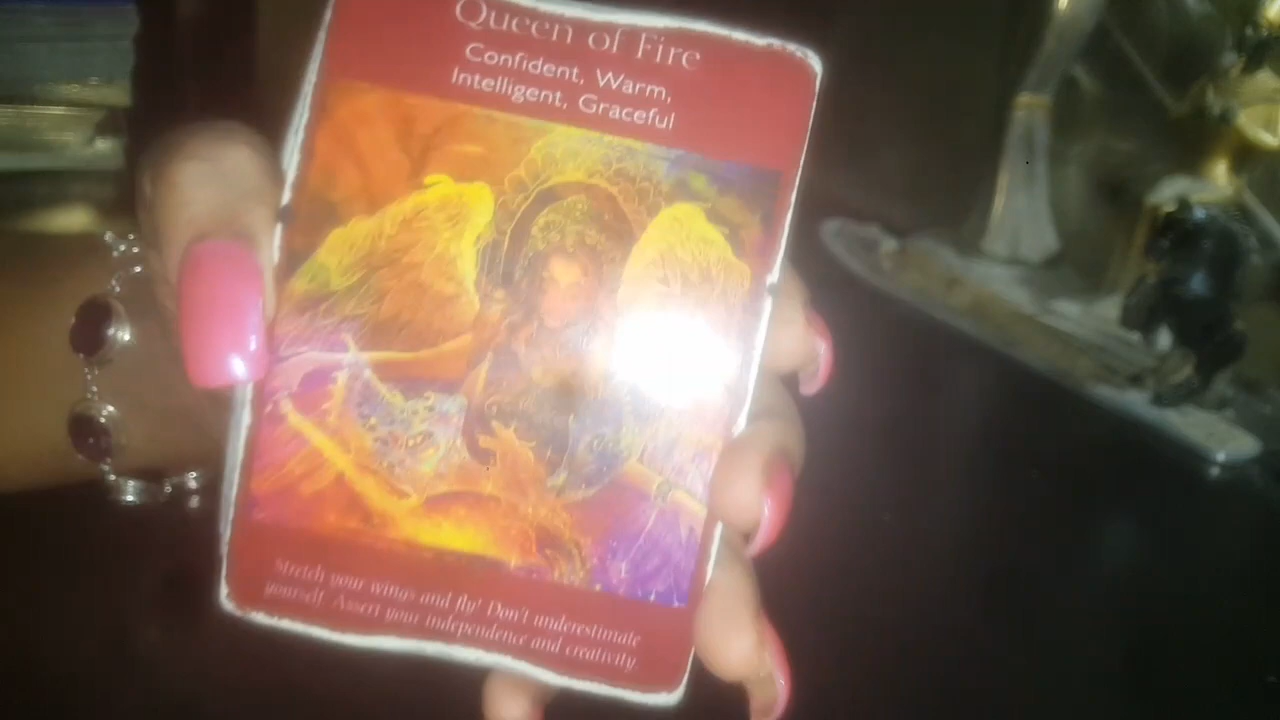 Queen of Fire
Confident, Warm,
Intelligent, Graceful
Stretch your wings and fly! Don't underestimate
yourself. Assert your independence and creativity.